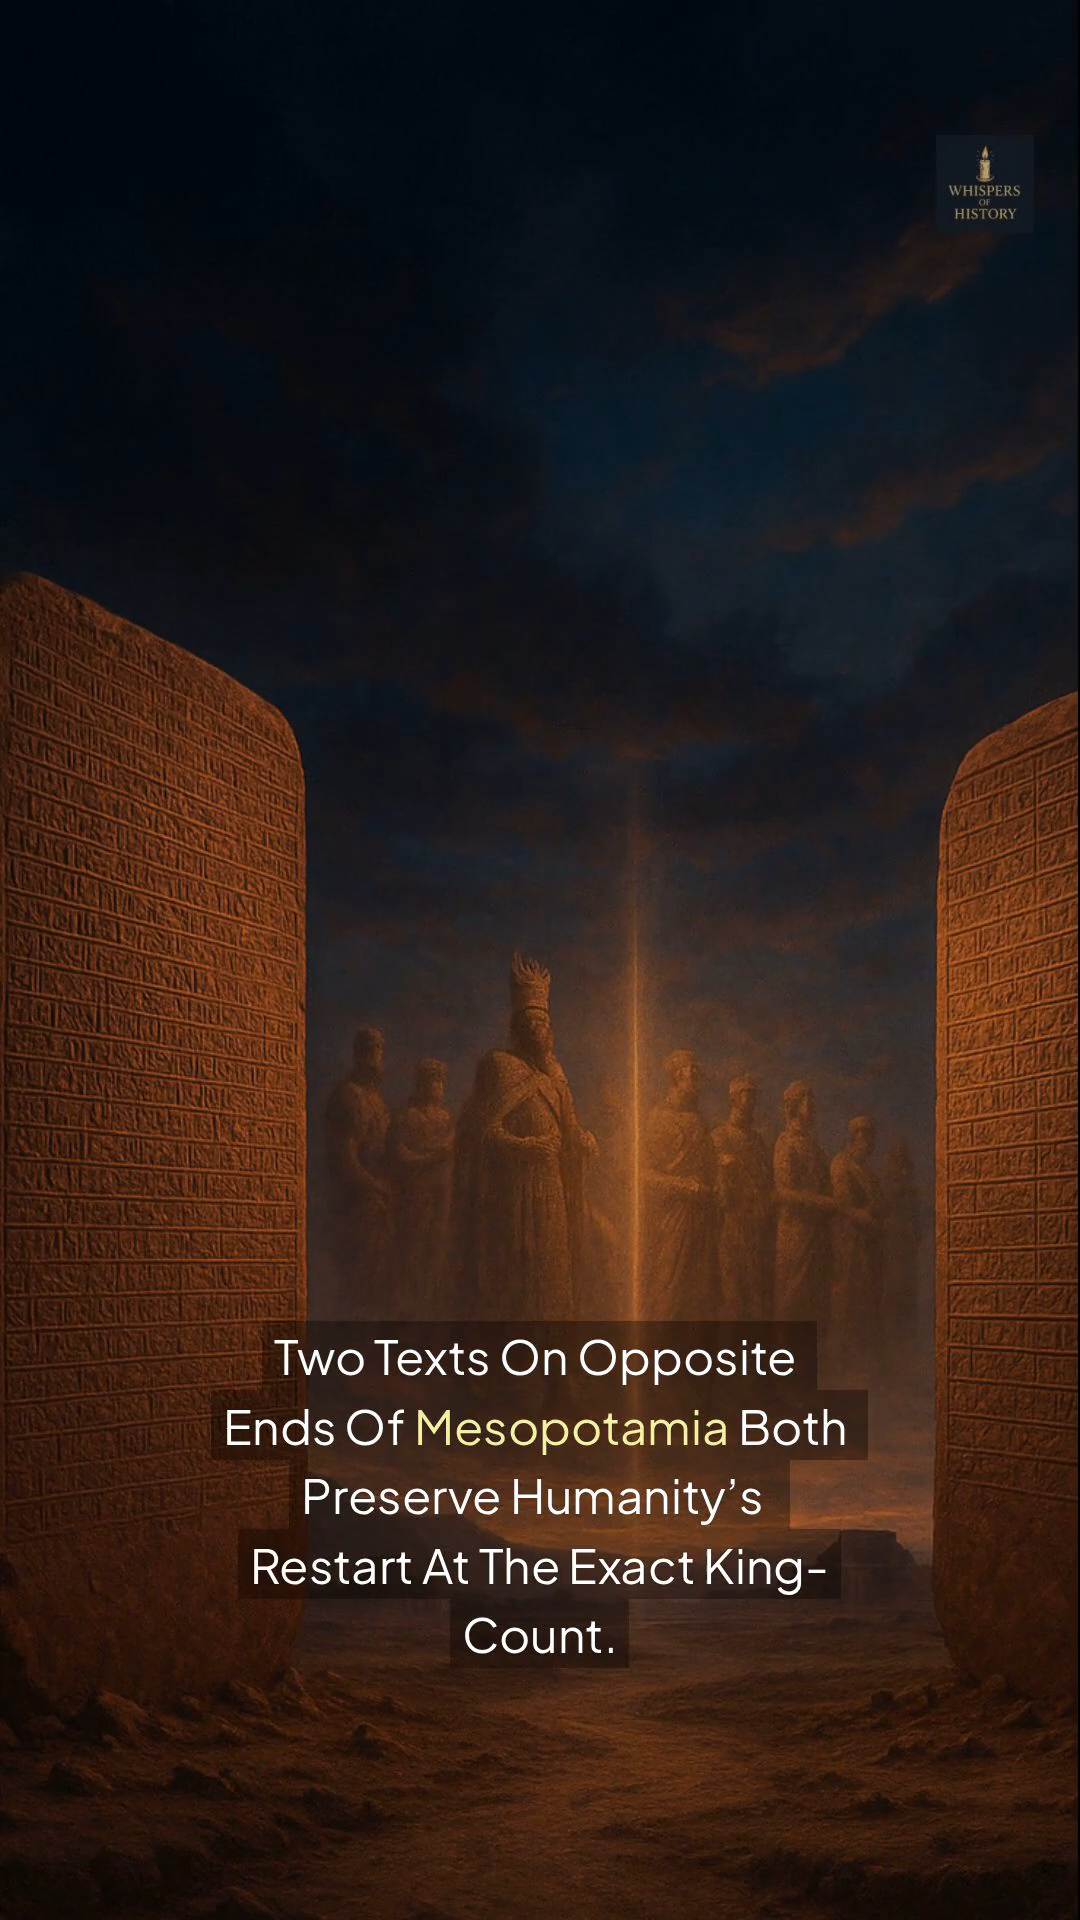 WHISPERS
OF
HISTORY
Two Texts On Opposite
Ends Of Mesopotamia Both
Preserve Humanity’s
Restart At The Exact King-
Count.